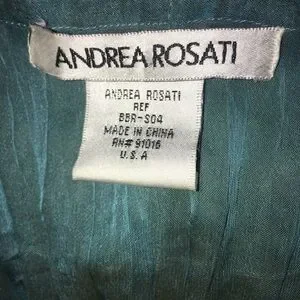 ANDREA ROSATI
ANDREA ROSATI
REF
BBR-S04
MADE IN CHINA
RN# 91016
U.S.A